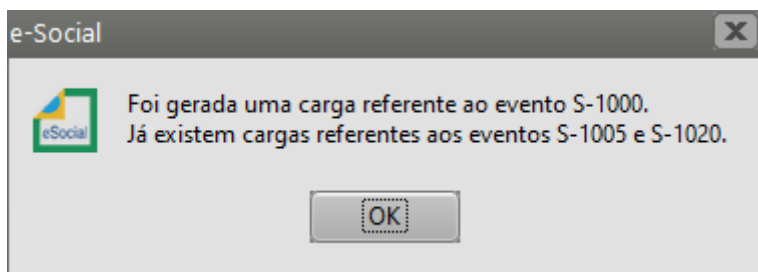 e-Social
Foi gerada uma carga referente ao evento S-1000.
Já existem cargas referentes aos eventos S-1005 e S-1020.
eSocial
OK